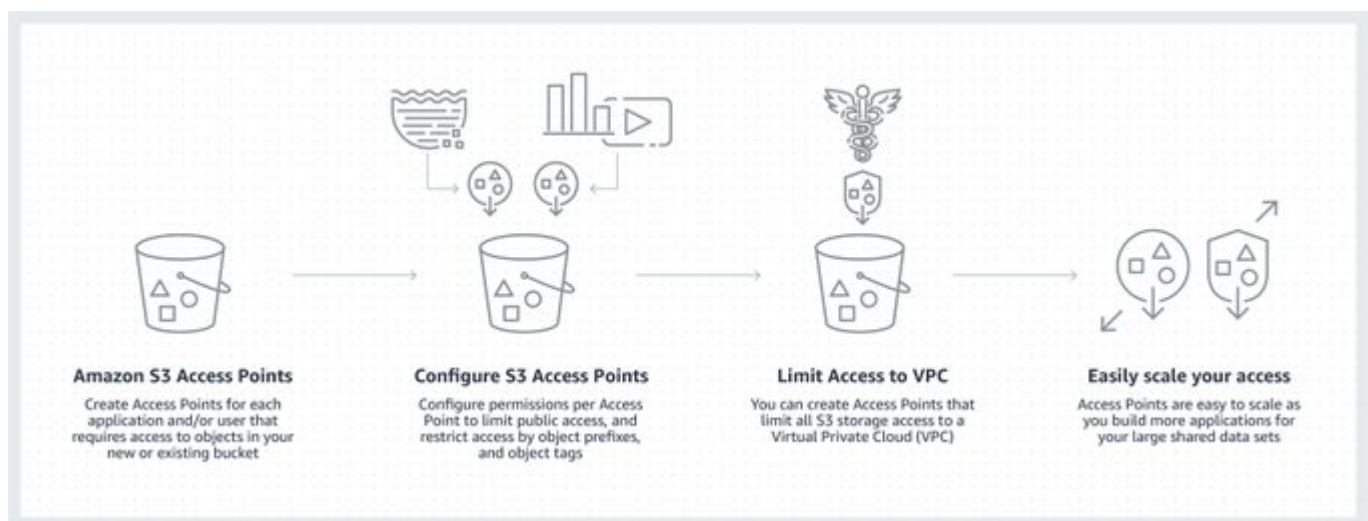 Amazon S3 Access Points
Create Access Points for each
application and/or user that
requires access to objects in your
new or existing bucket
Configure S3 Access Points
Configure permissions per Access
Point to limit public access, and
restrict access by object prefixes,
and object tags
Limit Access to VPC
You can create Access Points that
limit all S3 storage access to a
Virtual Private Cloud (VPC)
Easily scale your access
Access Points are easy to scale as
you build more applications for
your large shared data sets